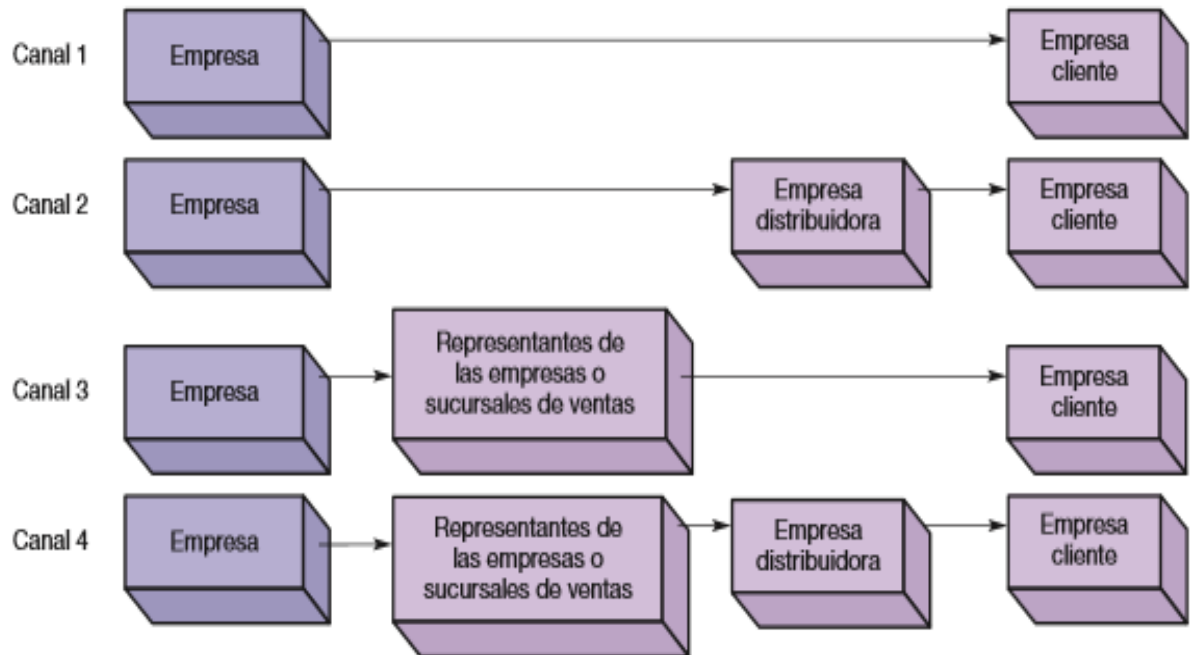 Canal 1
Empresa
Empresa
cliente
Canal 2
Empresa
Empresa
distribuidora
Empresa
cliente
Canal 3
Empresa
Representantes de
las empresas o
sucursales de ventas
Empresa
cliente
Canal 4
Empresa
Representantes de
las empresas o
sucursales de ventas
Empresa
distribuidora
Empresa
cliente